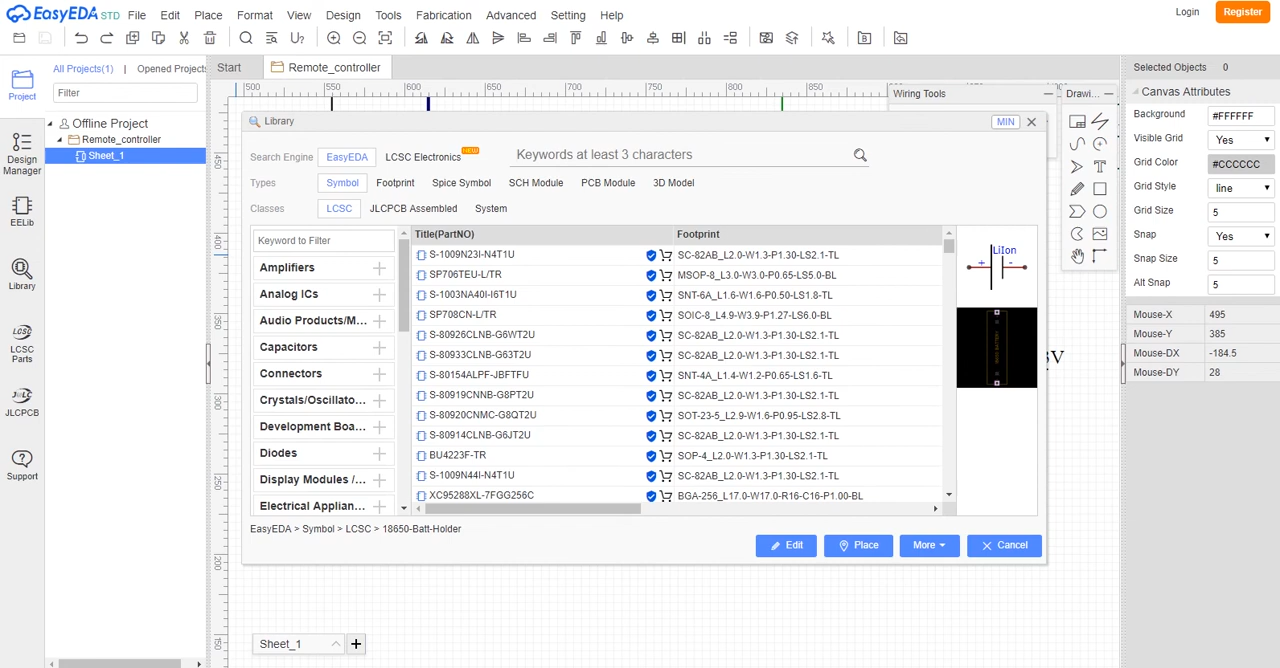 EasyEDA STD File Edit Place Format View Design Tools Fabrication Advanced Setting Help Login Register
Project
Design Manager
EELib
Library
LCSC Parts
JLCPCB
Support
All Projects(1) | Opened Projects
Filter
Offline Project
Remote_controller
Sheet_1
Start Remote_controller
500 550 600 650 700 750 800 850
450
400
350
300
250
200
150
Wiring Tools
Drawi...
Library MIN
Search Engine EasyEDA LCSC Electronics NEW Keywords at least 3 characters
Types Symbol Footprint Spice Symbol SCH Module PCB Module 3D Model
Classes LCSC JLCPCB Assembled System
Keyword to Filter
Amplifiers
Analog ICs
Audio Products/M...
Capacitors
Connectors
Crystals/Oscillato...
Development Boa...
Diodes
Display Modules /...
Electrical Applian...
Title(PartNO) Footprint
S-1009N23I-N4T1U SC-82AB_L2.0-W1.3-P1.30-LS2.1-TL
SP706TEU-L/TR MSOP-8_L3.0-W3.0-P0.65-LS5.0-BL
S-1003NA40I-I6T1U SNT-6A_L1.6-W1.6-P0.50-LS1.8-TL
SP708CN-L/TR SOIC-8_L4.9-W3.9-P1.27-LS6.0-BL
S-80926CLNB-G6WT2U SC-82AB_L2.0-W1.3-P1.30-LS2.1-TL
S-80933CLNB-G63T2U SC-82AB_L2.0-W1.3-P1.30-LS2.1-TL
S-80154ALPF-JBFTFU SNT-4A_L1.4-W1.2-P0.65-LS1.6-TL
S-80919CNNB-G8PT2U SC-82AB_L2.0-W1.3-P1.30-LS2.1-TL
S-80920CNMC-G8QT2U SOT-23-5_L2.9-W1.6-P0.95-LS2.8-TL
S-80914CLNB-G6JT2U SC-82AB_L2.0-W1.3-P1.30-LS2.1-TL
BU4223F-TR SOP-4_L2.0-W1.3-P1.30-LS2.1-TL
S-1009N44I-N4T1U SC-82AB_L2.0-W1.3-P1.30-LS2.1-TL
XC95288XL-7FGG256C BGA-256_L17.0-W17.0-R16-C16-P1.00-BL
LiIon
+ -
EasyEDA > Symbol > LCSC > 18650-Batt-Holder
Edit Place More Cancel
Sheet_1 +
Selected Objects 0
Canvas Attributes
Background #FFFFFF
Visible Grid Yes
Grid Color #CCCCCC
Grid Style line
Grid Size 5
Snap Yes
Snap Size 5
Alt Snap 5
Mouse-X 495
Mouse-Y 385
Mouse-DX -184.5
Mouse-DY 28